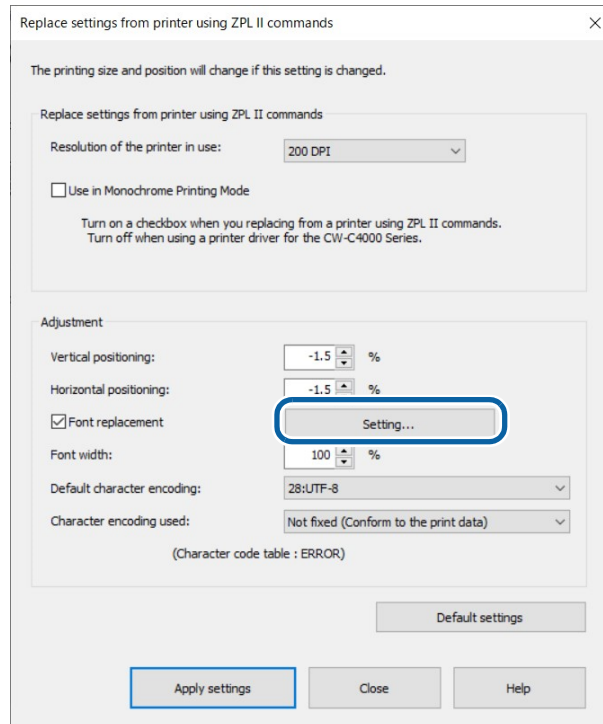 Replace settings from printer using ZPL II commands
The printing size and position will change if this setting is changed.
Replace settings from printer using ZPL II commands
Resolution of the printer in use: 200 DPI
Use in Monochrome Printing Mode
Turn on a checkbox when you replacing from a printer using ZPL II commands.
Turn off when using a printer driver for the CW-C4000 Series.
Adjustment
Vertical positioning: -1.5 %
Horizontal positioning: -1.5 %
Font replacement Setting...
Font width: 100 %
Default character encoding: 28:UTF-8
Character encoding used: Not fixed (Conform to the print data)
(Character code table : ERROR)
Default settings
Apply settings Close Help